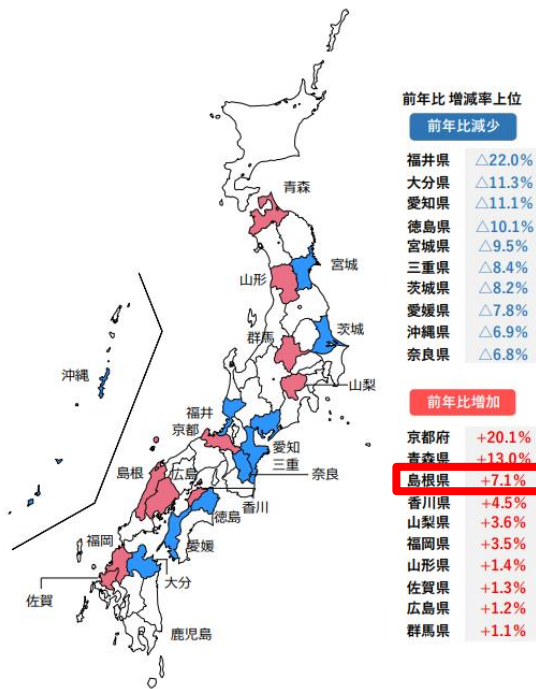 前年比 増減率上位
前年比減少
福井県 △22.0%
大分県 △11.3%
愛知県 △11.1%
徳島県 △10.1%
宮城県 △9.5%
三重県 △8.4%
茨城県 △8.2%
愛媛県 △7.8%
沖縄県 △6.9%
奈良県 △6.8%
前年比増加
京都府 +20.1%
青森県 +13.0%
島根県 +7.1%
香川県 +4.5%
山梨県 +3.6%
福岡県 +3.5%
山形県 +1.4%
佐賀県 +1.3%
広島県 +1.2%
群馬県 +1.1%
青森
宮城
山形
群馬
茨城
沖縄
山梨
福井
京都
愛知
三重
島根
広島
奈良
香川
徳島
福岡
愛媛
大分
佐賀
鹿児島